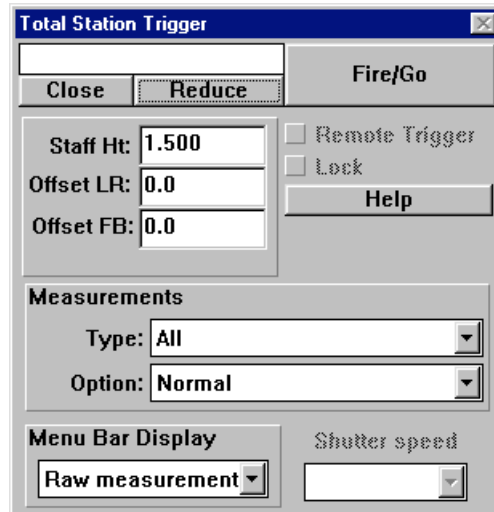 Total Station Trigger
Fire/Go
Close Reduce
Staff Ht: 1.500
Remote Trigger
Offset LR: 0.0
Lock
Help
Offset FB: 0.0
Measurements
Type: All
Option: Normal
Menu Bar Display
Shutter speed
Raw measurement